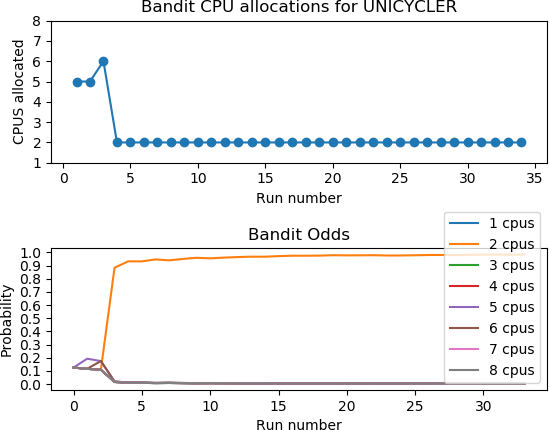 Bandit CPU allocations for UNICYCLER
CPUS allocated
8
7
6
5
4
3
2
1
0 5 10 15 20 25 30 35
Run number
Bandit Odds
Probability
1.0
0.9
0.8
0.7
0.6
0.5
0.4
0.3
0.2
0.1
0.0
0 5 10 15 20 25 30
Run number
1 cpus
2 cpus
3 cpus
4 cpus
5 cpus
6 cpus
7 cpus
8 cpus